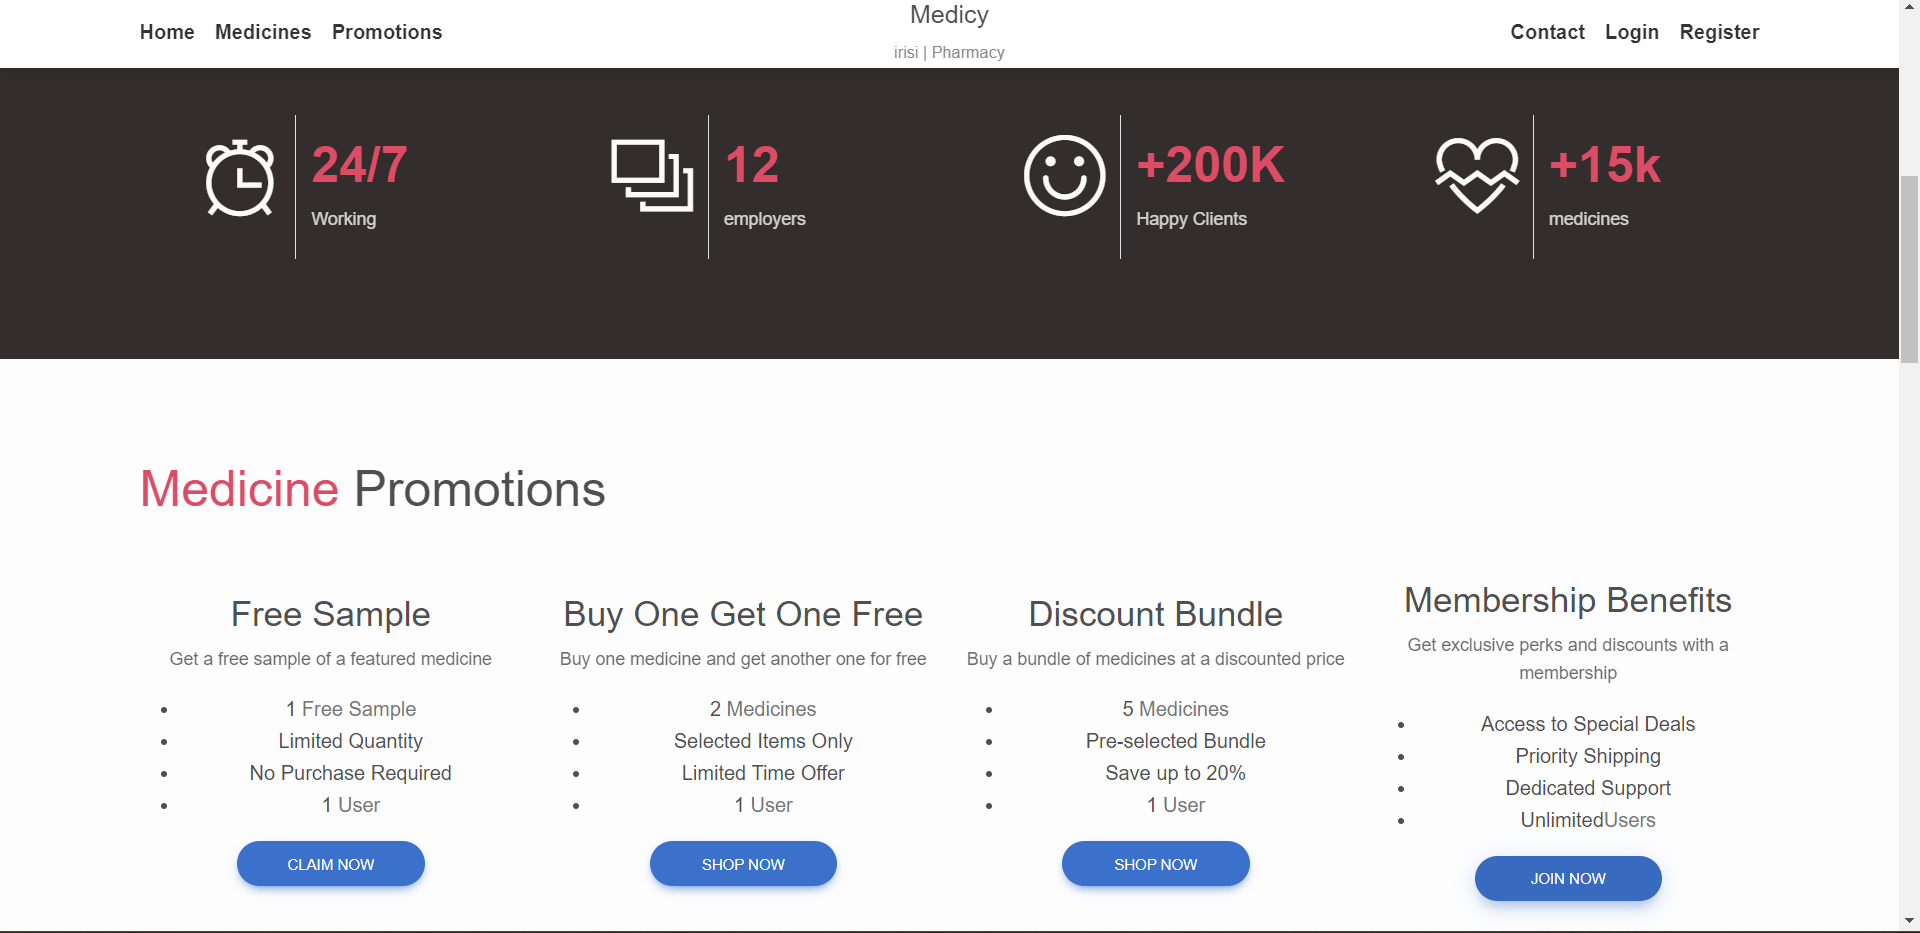 Home Medicines Promotions
Medicy
irisi | Pharmacy
Contact Login Register
24/7
Working
12
employers
+200K
Happy Clients
+15k
medicines
Medicine Promotions
Free Sample
Get a free sample of a featured medicine
1 Free Sample
Limited Quantity
No Purchase Required
1 User
CLAIM NOW
Buy One Get One Free
Buy one medicine and get another one for free
2 Medicines
Selected Items Only
Limited Time Offer
1 User
SHOP NOW
Discount Bundle
Buy a bundle of medicines at a discounted price
5 Medicines
Pre-selected Bundle
Save up to 20%
1 User
SHOP NOW
Membership Benefits
Get exclusive perks and discounts with a
membership
Access to Special Deals
Priority Shipping
Dedicated Support
UnlimitedUsers
JOIN NOW